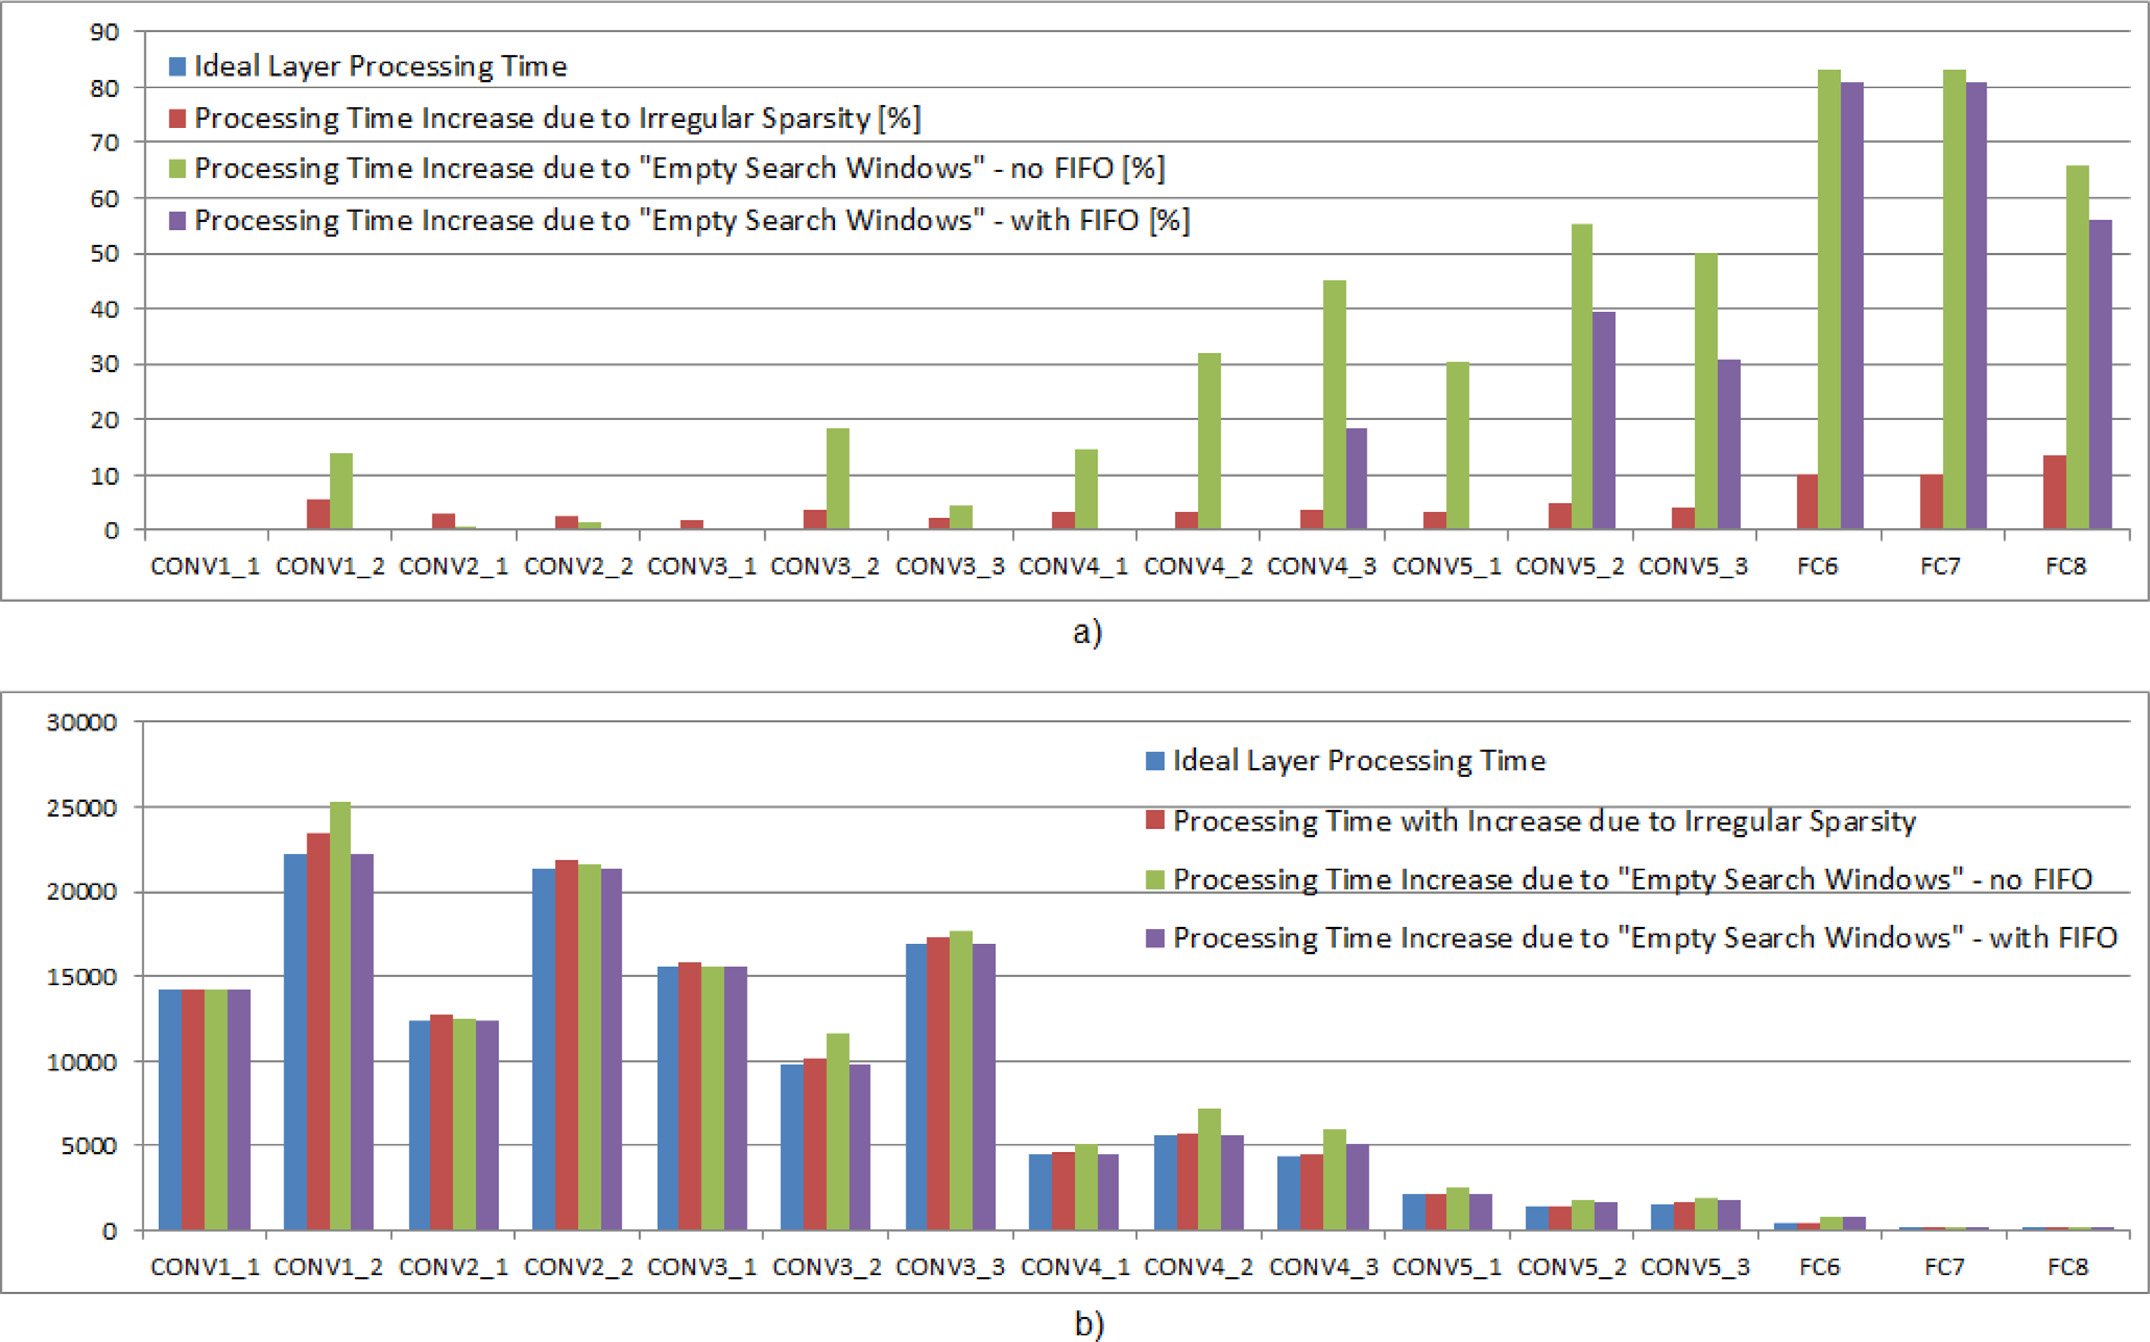 90
80
70
60
50
40
30
20
10
0
Ideal Layer Processing Time
Processing Time Increase due to Irregular Sparsity [%]
Processing Time Increase due to "Empty Search Windows" - no FIFO [%]
Processing Time Increase due to "Empty Search Windows" - with FIFO [%]
CONV1_1 CONV1_2 CONV2_1 CONV2_2 CONV3_1 CONV3_2 CONV3_3 CONV4_1 CONV4_2 CONV4_3 CONV5_1 CONV5_2 CONV5_3 FC6 FC7 FC8
a)
30000
25000
20000
15000
10000
5000
0
Ideal Layer Processing Time
Processing Time with Increase due to Irregular Sparsity
Processing Time Increase due to "Empty Search Windows" - no FIFO
Processing Time Increase due to "Empty Search Windows" - with FIFO
CONV1_1 CONV1_2 CONV2_1 CONV2_2 CONV3_1 CONV3_2 CONV3_3 CONV4_1 CONV4_2 CONV4_3 CONV5_1 CONV5_2 CONV5_3 FC6 FC7 FC8
b)